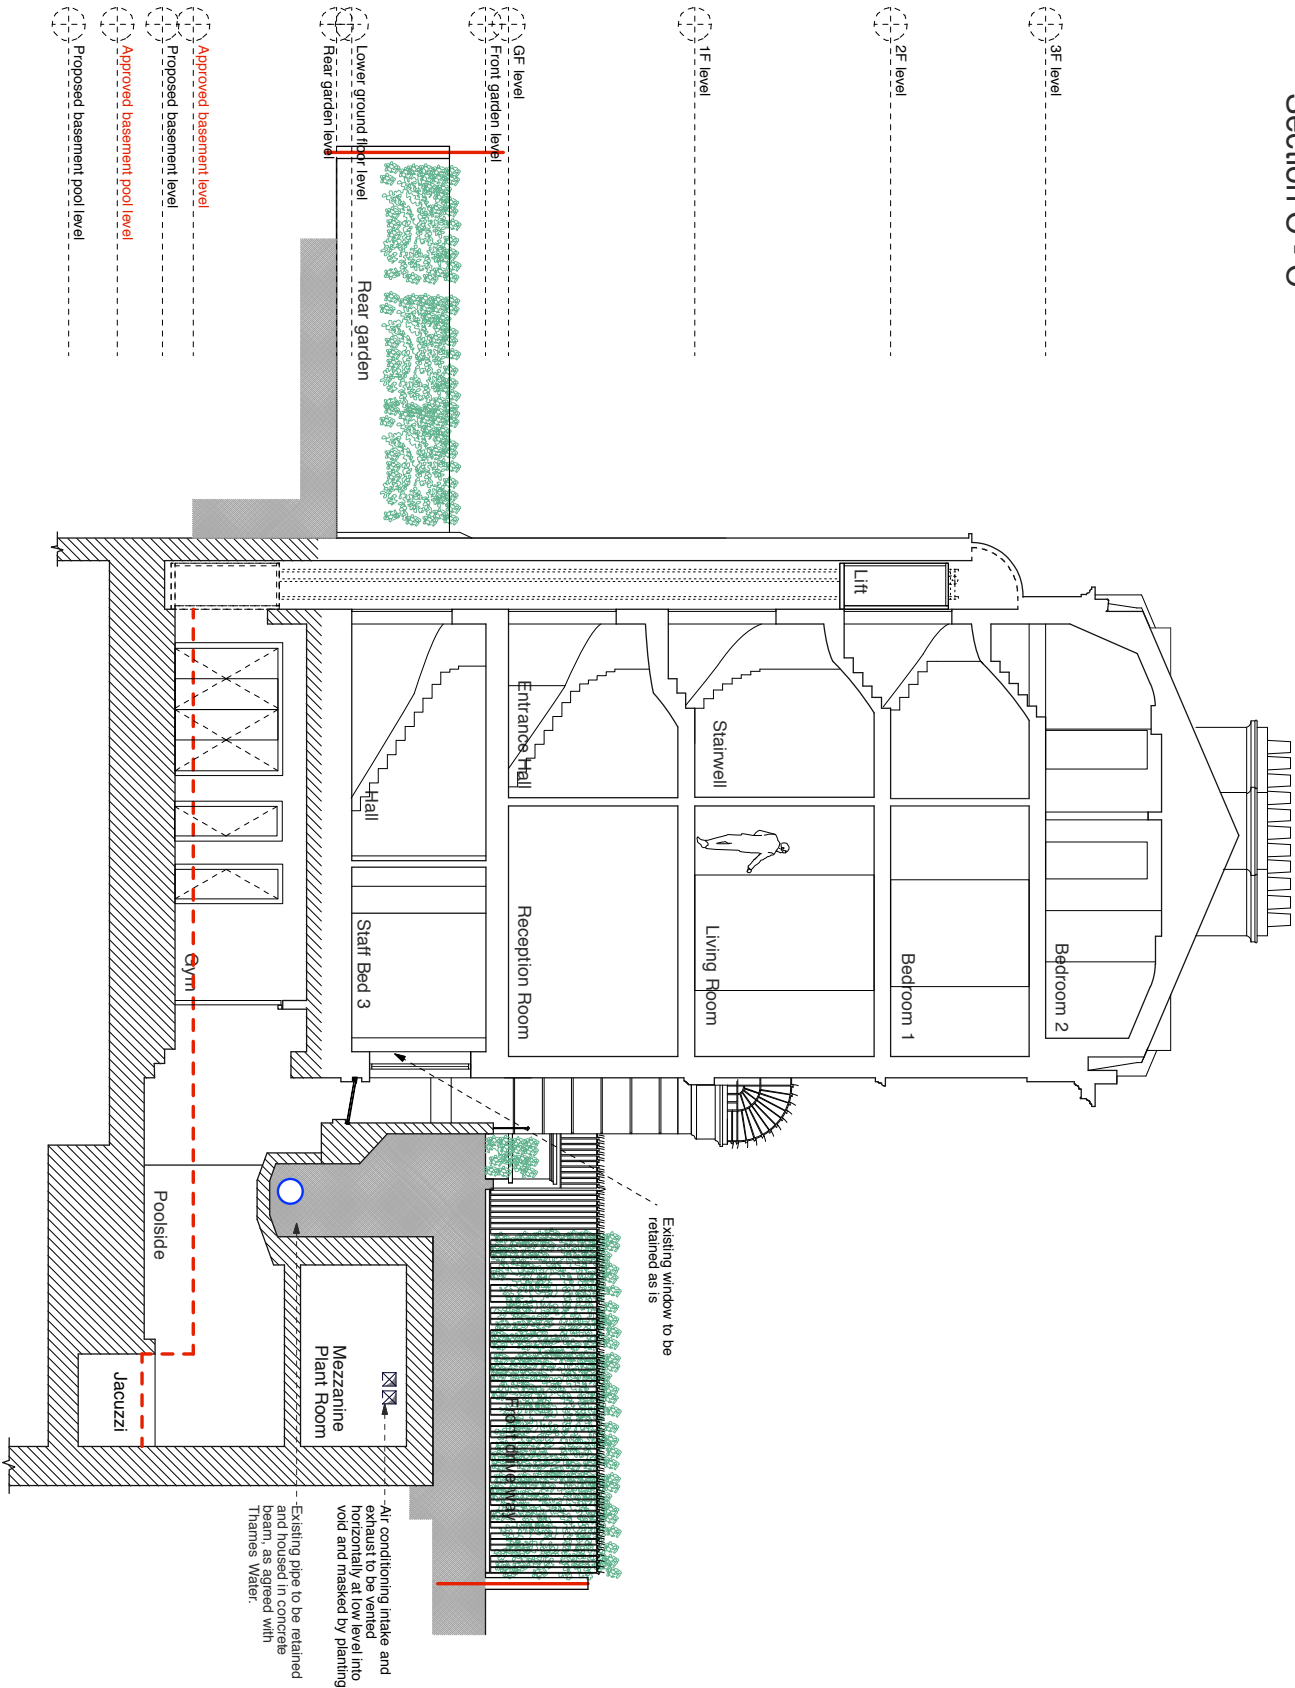 Section C - C
3F level
2F level
1F level
GF level
Front garden level
Lower ground floor level
Rear garden level
Approved basement level
Proposed basement level
Approved basement pool level
Proposed basement pool level
Rear garden
Lift
Bedroom 2
Bedroom 1
Stairwell
Living Room
Entrance Hall
Reception Room
Hall
Staff Bed 3
Gym
Poolside
Jacuzzi
Mezzanine
Plant Room
Front drive way
Existing window to be
retained as is
Air conditioning intake and
exhaust to be vented
horizontally at low level into
void and masked by planting
Existing pipe to be retained
and housed in concrete
beam, as agreed with
Thames Water.